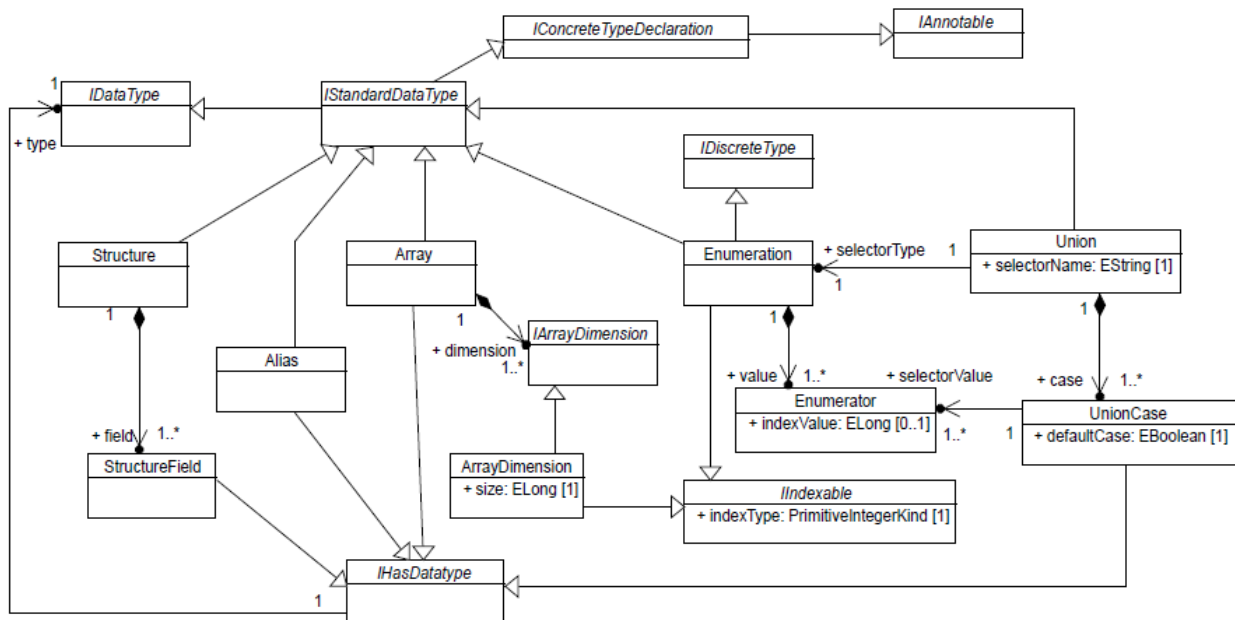 IConcreteTypeDeclaration
IAnnotable
1
IDataType
IStandardDataType
+ type
IDiscreteType
Structure
Array
Enumeration
+ selectorType
1
1
Union
+ selectorName: EString [1]
1
1
1
1
IArrayDimension
+ dimension
1..*
Alias
+ value
1..*
+ selectorValue
+ case
1..*
Enumerator
+ indexValue: ELong [0..1]
1..*
1
UnionCase
+ defaultCase: EBoolean [1]
+ field
1..*
StructureField
ArrayDimension
+ size: ELong [1]
IIndexable
+ indexType: PrimitiveIntegerKind [1]
IHasDatatype
1